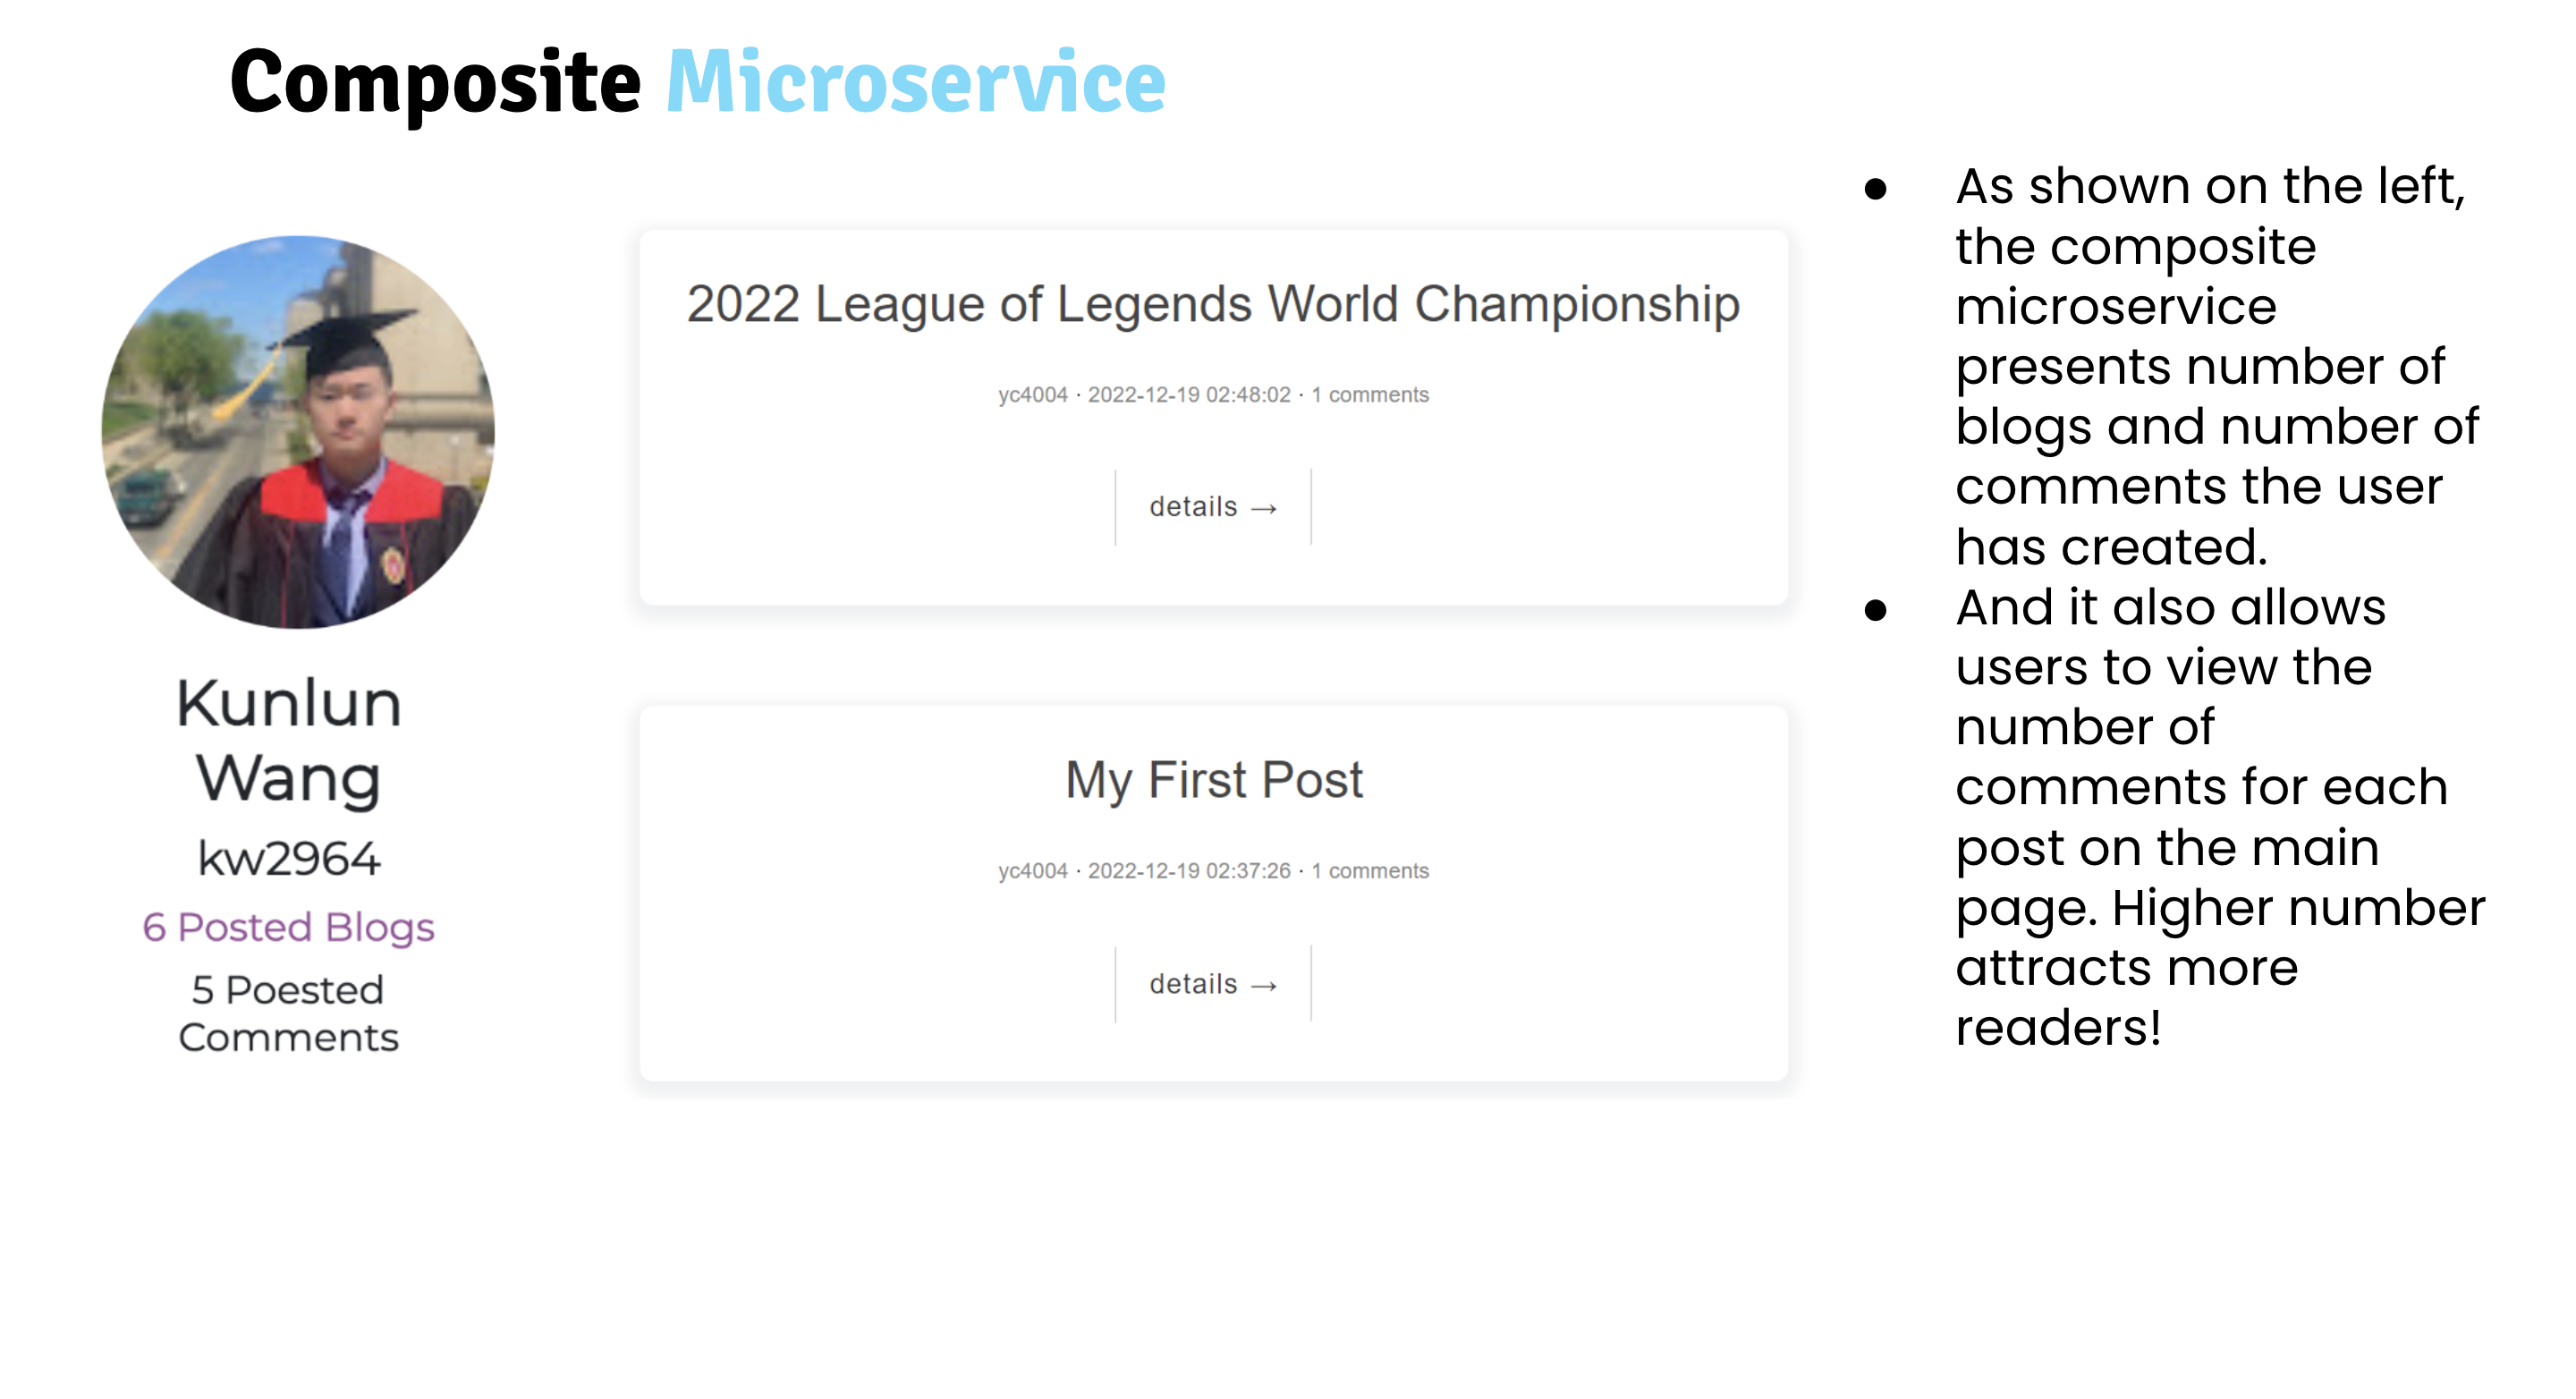 Composite Microservice
Kunlun
Wang
kw2964
6 Posted Blogs
5 Poested
Comments
2022 League of Legends World Championship
yc4004 · 2022-12-19 02:48:02 · 1 comments
details →
My First Post
yc4004 · 2022-12-19 02:37:26 · 1 comments
details →
● As shown on the left,
the composite
microservice
presents number of
blogs and number of
comments the user
has created.
● And it also allows
users to view the
number of
comments for each
post on the main
page. Higher number
attracts more
readers!